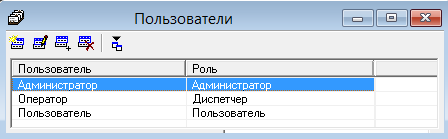 Пользователи
Пользователь Роль
Администратор Администратор
Оператор Диспетчер
Пользователь Пользователь